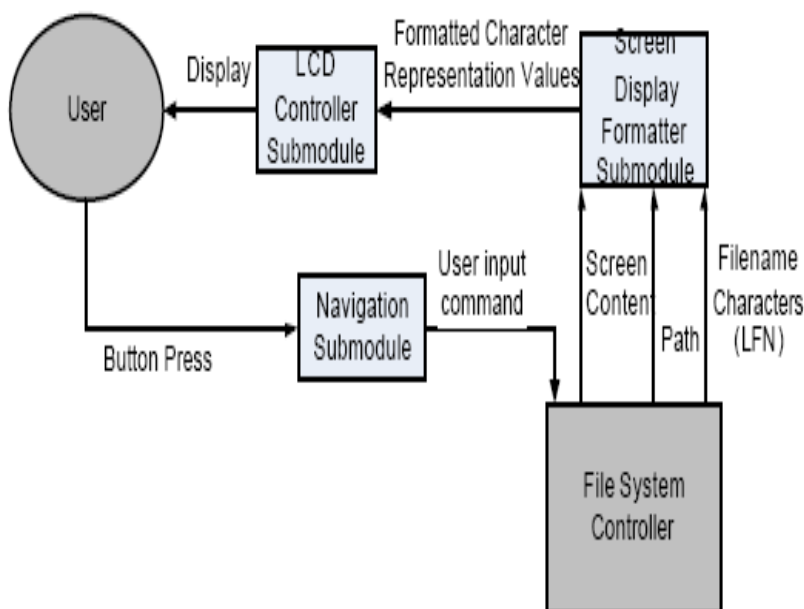 User
Display
LCD
Controller
Submodule
Formatted Character
Representation Values
Screen
Display
Formatter
Submodule
Button Press
Navigation
Submodule
User input
command
Screen
Content
Path
Filename
Characters
(LFN)
File System
Controller